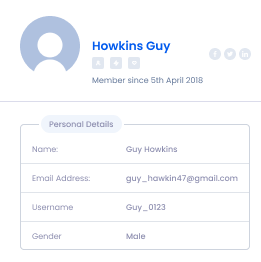 Howkins Guy
Member since 5th April 2018
Personal Details
Name: Guy Howkins
Email Address: guy_hawkin47@gmail.com
Username Guy_0123
Gender Male